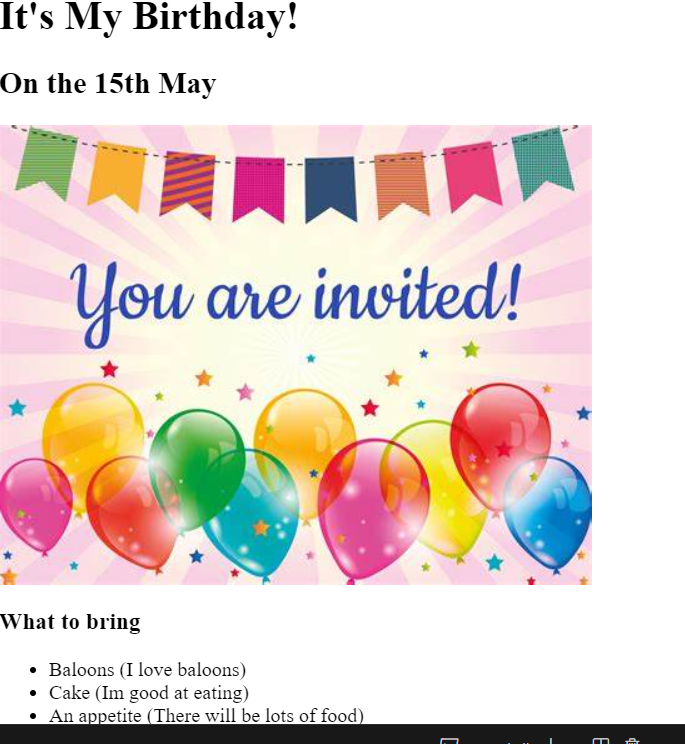 It's My Birthday!
On the 15th May
You are invited!
What to bring
Baloons (I love baloons)
Cake (Im good at eating)
An appetite (There will be lots of food)